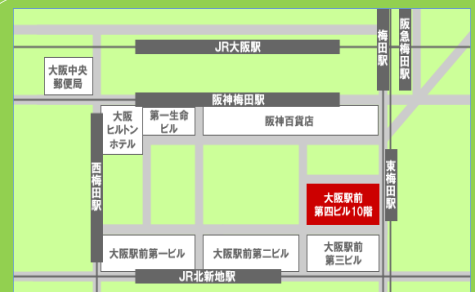 JR大阪駅
梅田駅
阪急梅田駅
大阪中央
郵便局
阪神梅田駅
大阪
ヒルトン
ホテル
第一生命
ビル
阪神百貨店
西梅田駅
東梅田駅
大阪駅前
第四ビル10階
大阪駅前第一ビル
大阪駅前第二ビル
大阪駅前
第三ビル
JR北新地駅